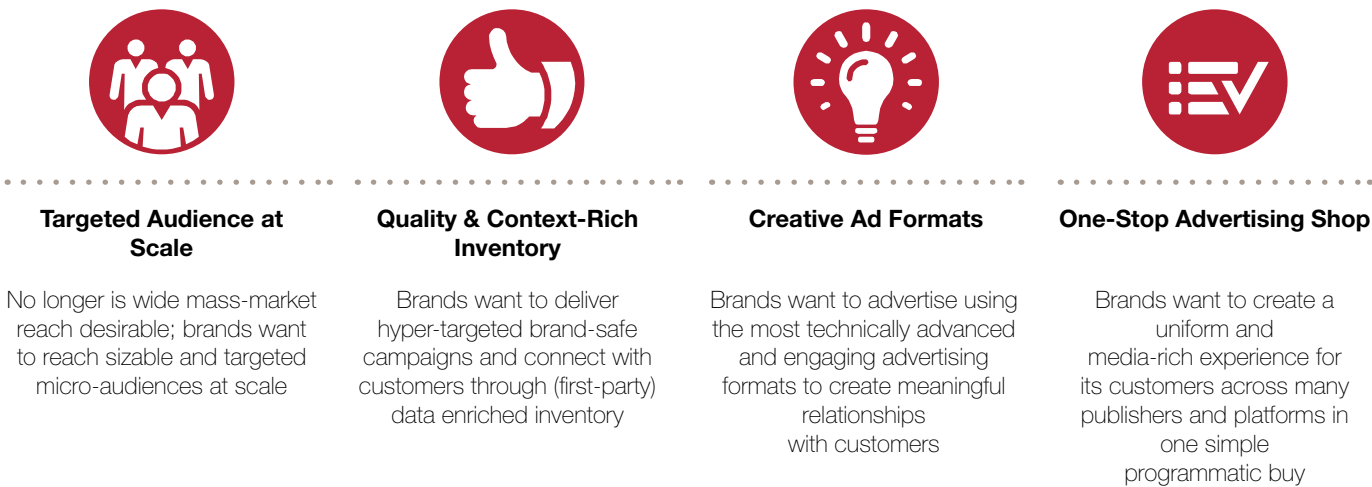 Targeted Audience at
Scale
No longer is wide mass-market
reach desirable; brands want
to reach sizable and targeted
micro-audiences at scale
Quality & Context-Rich
Inventory
Brands want to deliver
hyper-targeted brand-safe
campaigns and connect with
customers through (first-party)
data enriched inventory
Creative Ad Formats
Brands want to advertise using
the most technically advanced
and engaging advertising
formats to create meaningful
relationships
with customers
One-Stop Advertising Shop
Brands want to create a
uniform and
media-rich experience for
its customers across many
publishers and platforms in
one simple
programmatic buy